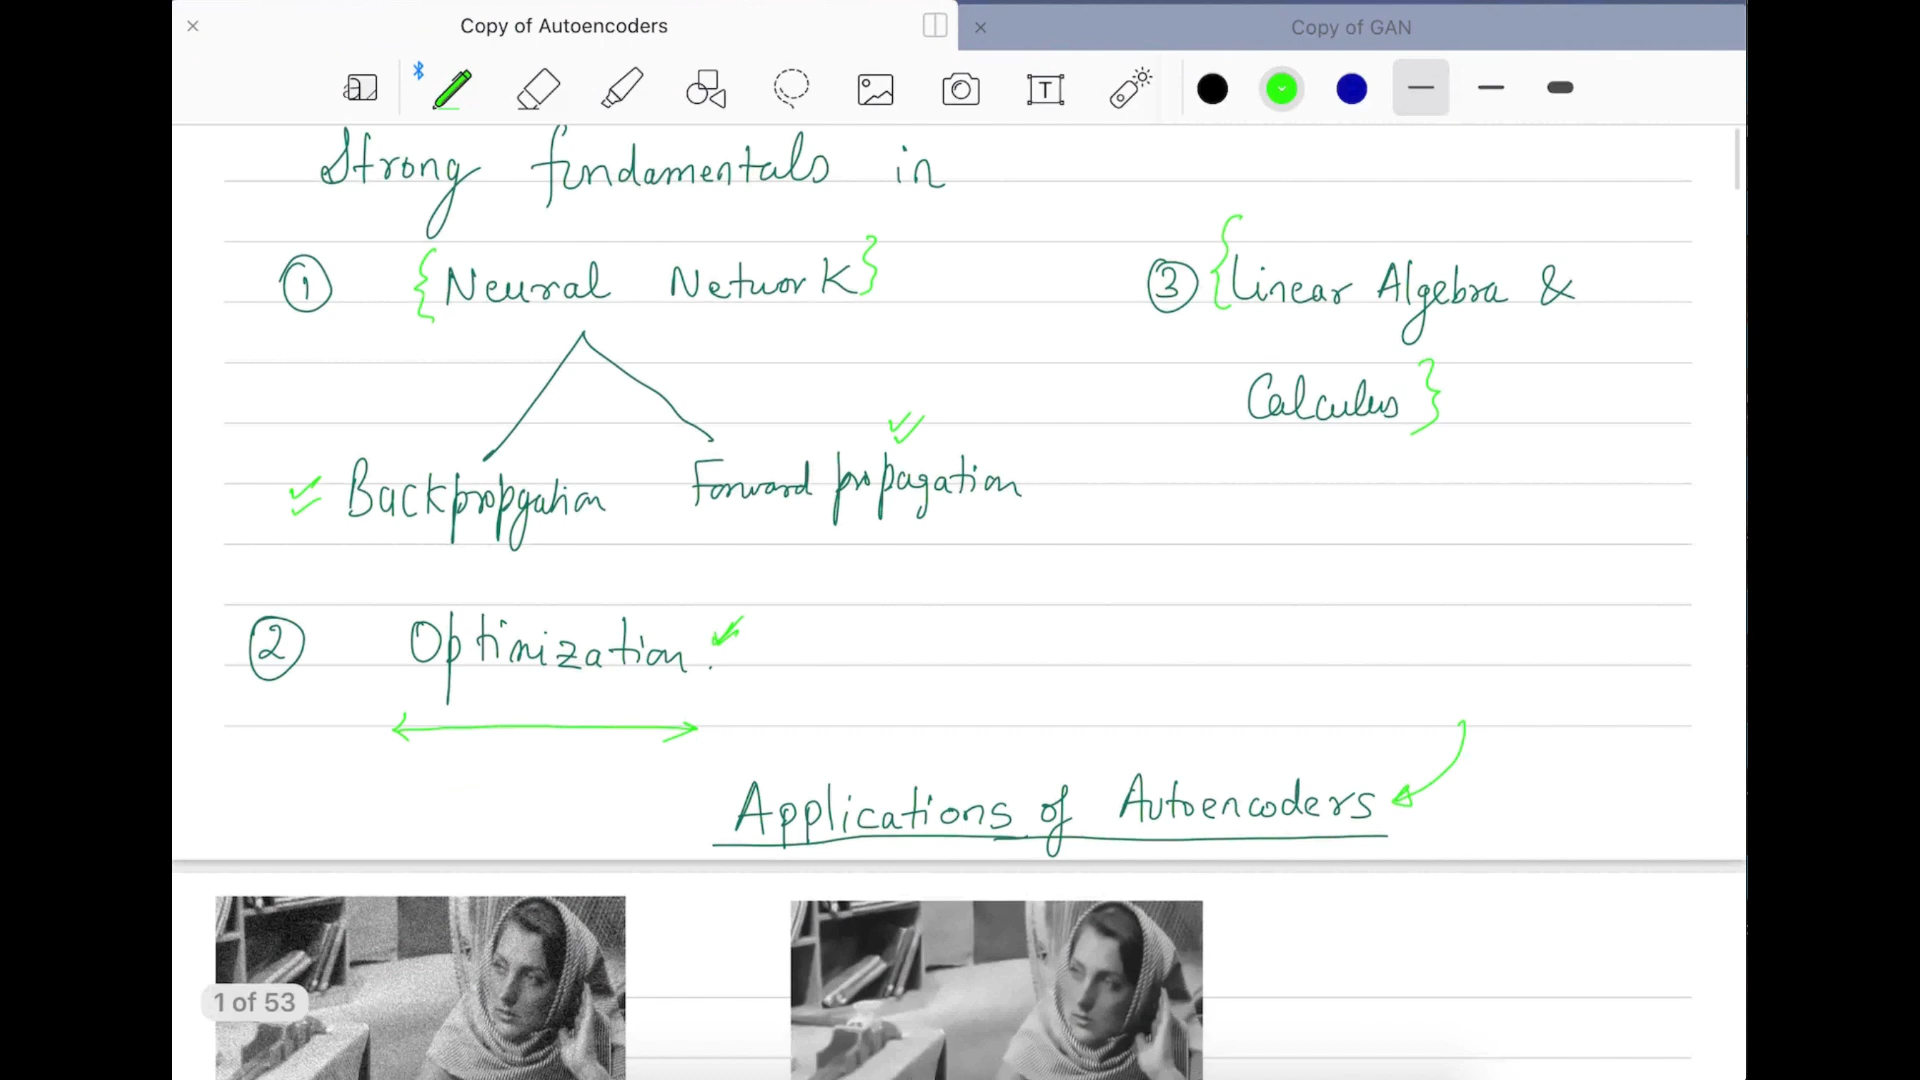 Copy of Autoencoders
Copy of GAN
Strong fundamentals in
1 {Neural Network}
3 {Linear Algebra &
Calculus}
Backpropgation Forward propagation
2 Optimization.
Applications of Autoencoders
1 of 53